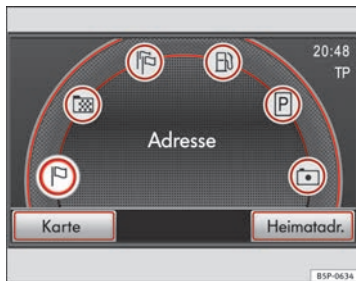 20:48
TP
P
Adresse
Karte
Heimatadr.
B5P-0634